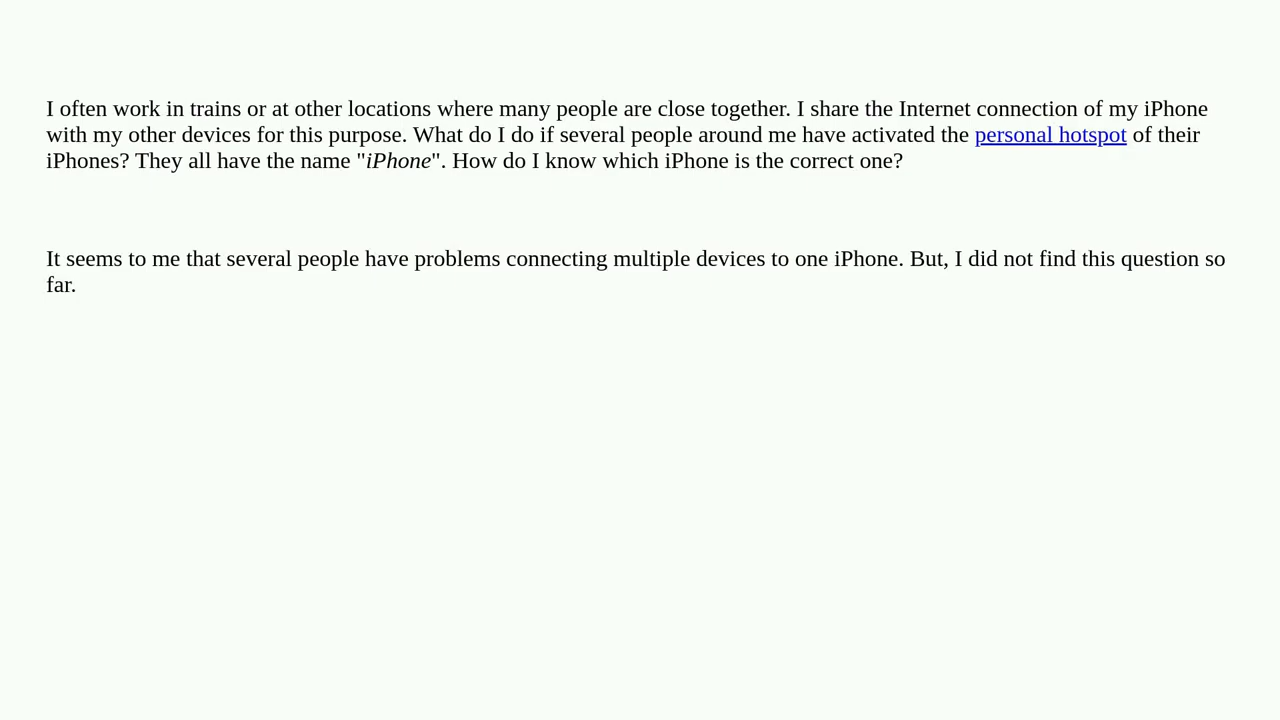 I often work in trains or at other locations where many people are close together. I share the Internet connection of my iPhone
with my other devices for this purpose. What do I do if several people around me have activated the personal hotspot of their
iPhones? They all have the name "iPhone". How do I know which iPhone is the correct one?
It seems to me that several people have problems connecting multiple devices to one iPhone. But, I did not find this question so
far.